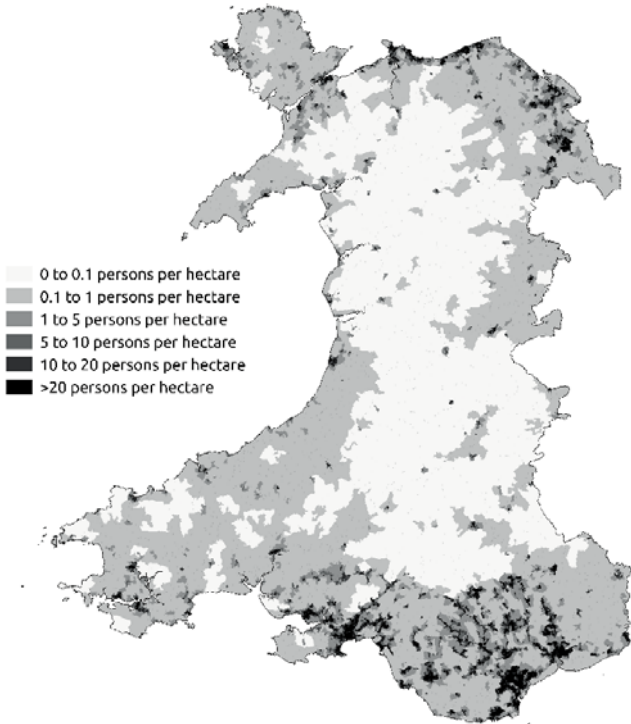 0 to 0.1 persons per hectare
0.1 to 1 persons per hectare
1 to 5 persons per hectare
5 to 10 persons per hectare
10 to 20 persons per hectare
>20 persons per hectare